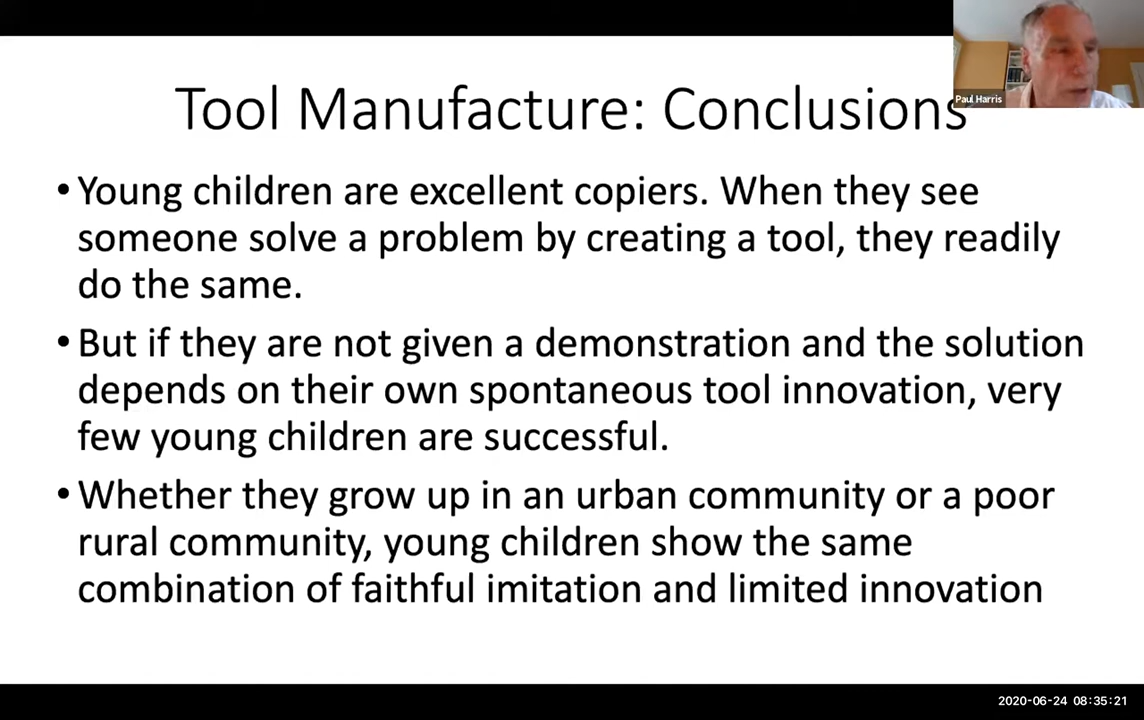 Paul Harris
Tool Manufacture: Conclusions
• Young children are excellent copiers. When they see
someone solve a problem by creating a tool, they readily
do the same.
• But if they are not given a demonstration and the solution
depends on their own spontaneous tool innovation, very
few young children are successful.
• Whether they grow up in an urban community or a poor
rural community, young children show the same
combination of faithful imitation and limited innovation
2020-06-24 08:35:21